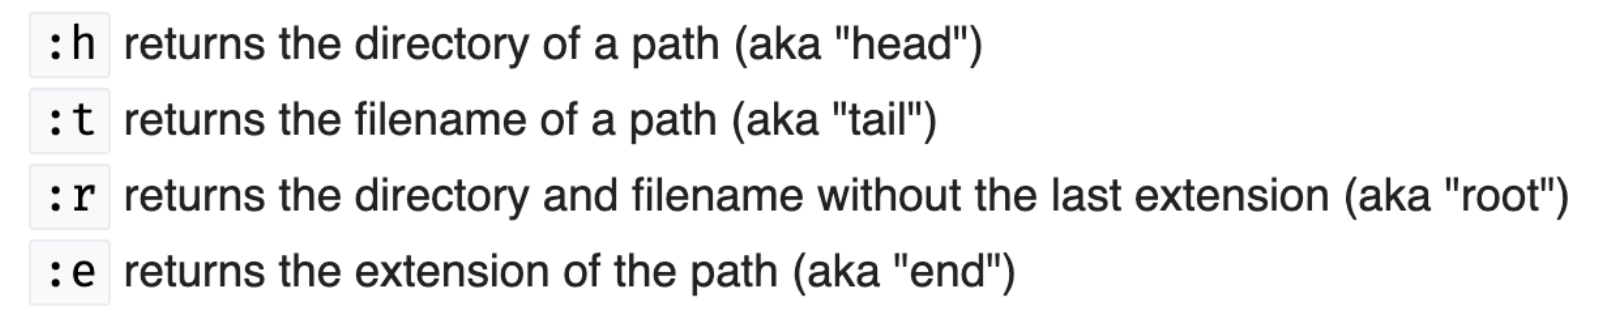 :h returns the directory of a path (aka "head")
:t returns the filename of a path (aka "tail")
:r returns the directory and filename without the last extension (aka "root")
:e returns the extension of the path (aka "end")